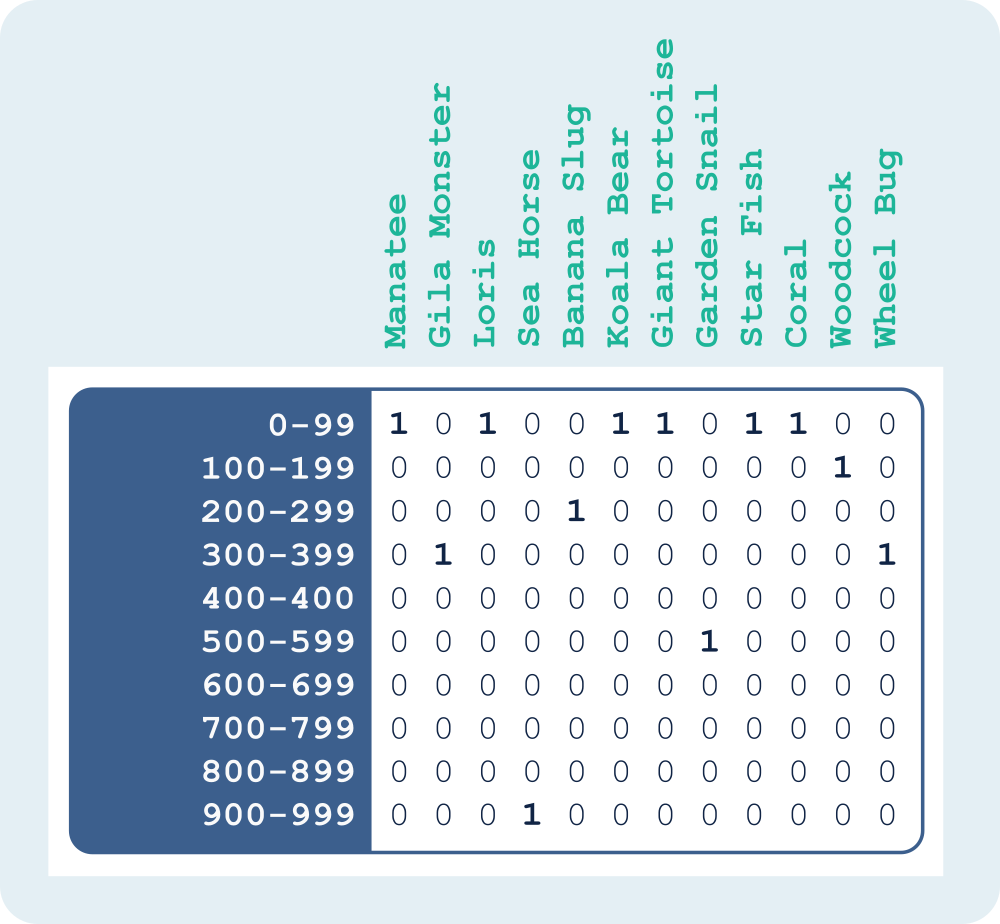 Manatee
Gila Monster
Loris
Sea Horse
Banana Slug
Koala Bear
Giant Tortoise
Garden Snail
Star Fish
Coral
Woodcock
Wheel Bug
0-99 1 0 1 0 0 1 1 0 1 1 0 0
100-199 0 0 0 0 0 0 0 0 0 0 1 0
200-299 0 0 0 0 1 0 0 0 0 0 0 0
300-399 0 1 0 0 0 0 0 0 0 0 0 1
400-400 0 0 0 0 0 0 0 0 0 0 0 0
500-599 0 0 0 0 0 0 0 1 0 0 0 0
600-699 0 0 0 0 0 0 0 0 0 0 0 0
700-799 0 0 0 0 0 0 0 0 0 0 0 0
800-899 0 0 0 0 0 0 0 0 0 0 0 0
900-999 0 0 0 1 0 0 0 0 0 0 0 0